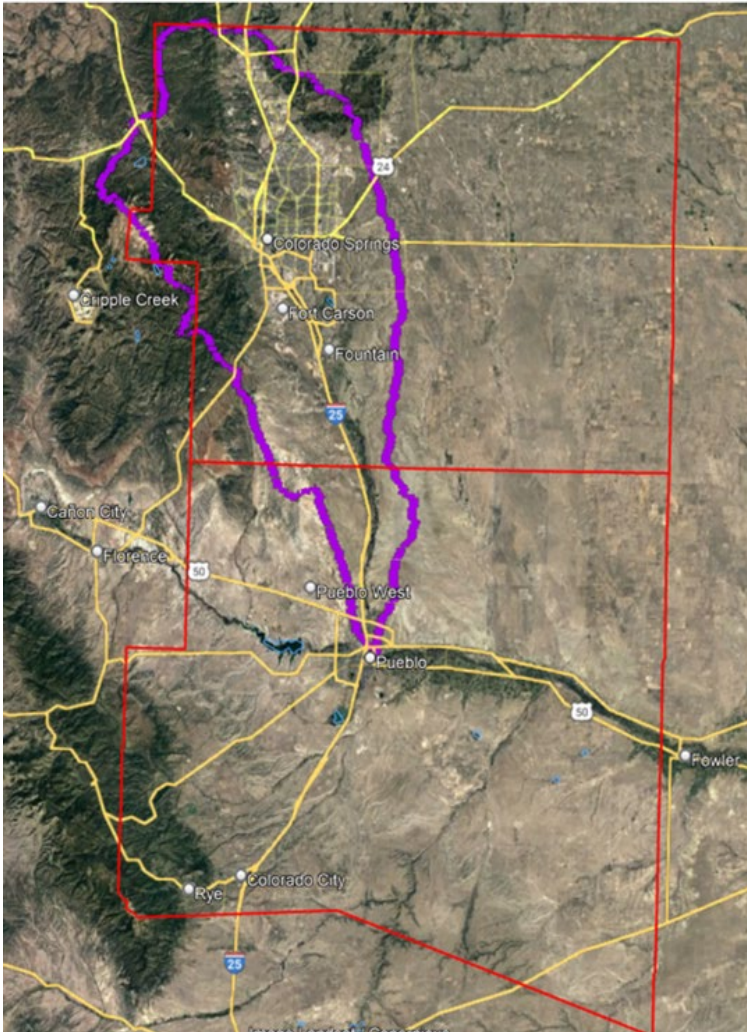 24
Colorado Springs
Cripple Creek
Fort Carson
Fountain
25
Canon City
Florence
50
Pueblo West
Pueblo
50
Fowler
Colorado City
Rye
25